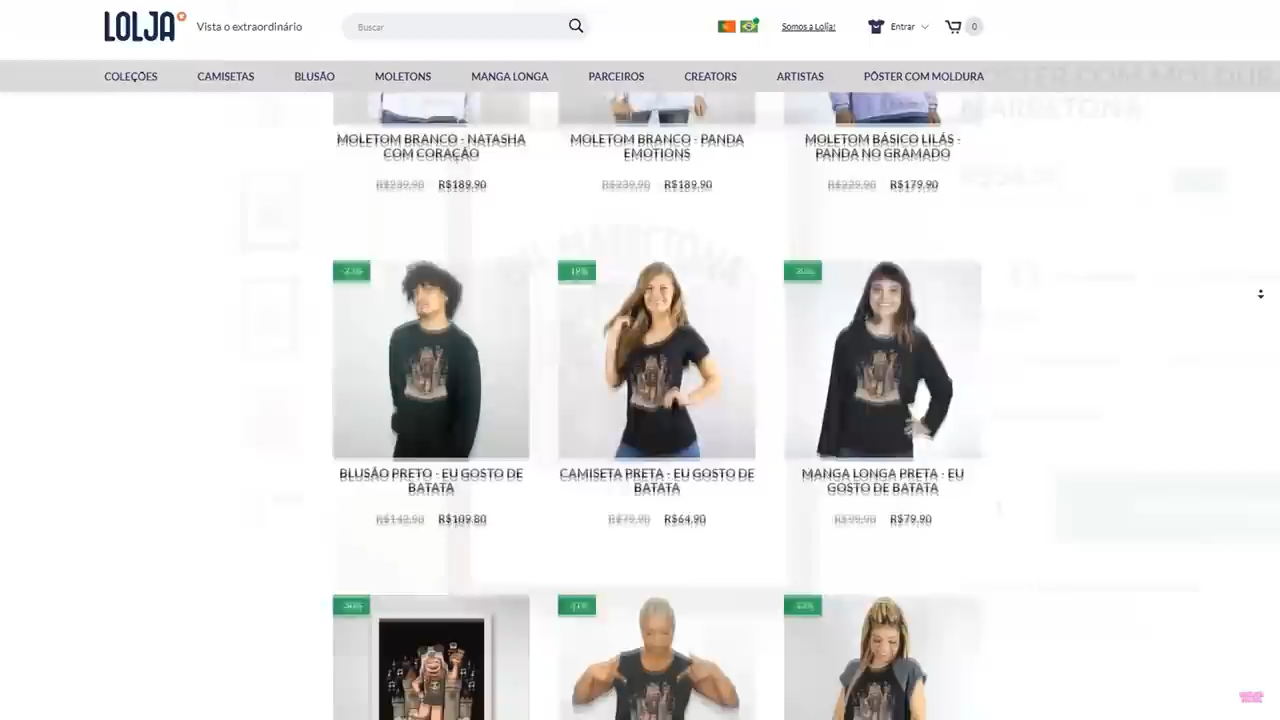 LOLJA
Vista o extraordinário
Buscar
Somos a Lolja!
Entrar
0
COLEÇÕES CAMISETAS BLUSÃO MOLETONS MANGA LONGA PARCEIROS CREATORS ARTISTAS PÔSTER COM MOLDURA
MOLETOM BRANCO - NATASHA
COM CORAÇÃO
R$239,90 R$189,90
MOLETOM BRANCO - PANDA
EMOTIONS
R$239,90 R$189,90
MOLETOM BÁSICO LILÁS -
PANDA NO GRAMADO
R$229,90 R$179,90
BLUSÃO PRETO - EU GOSTO DE
BATATA
R$109,80
CAMISETA PRETA - EU GOSTO DE
BATATA
R$79,90 R$64,90
MANGA LONGA PRETA - EU
GOSTO DE BATATA
R$99,90 R$79,90